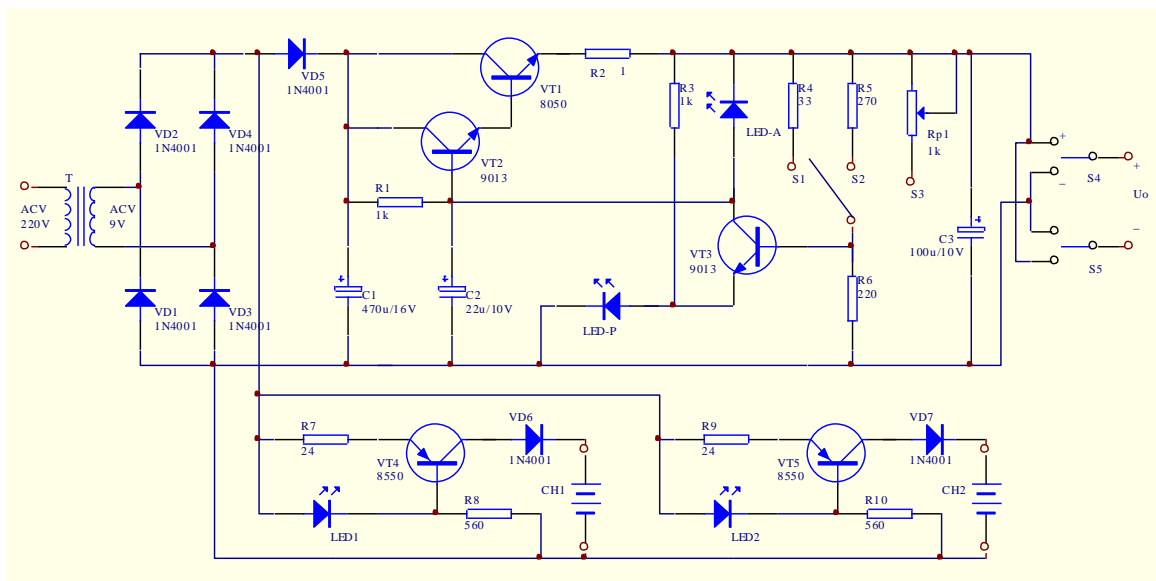 VD5
1N4001
VT1
8050
R2
1
VD2
1N4001
VD4
1N4001
R3
1k
LED-A
R4
33
R5
270
Rp1
1k
VT2
9013
T
ACV
220V
ACV
9V
R1
1k
S1
S2
S3
+
−
S4
+
Uo
−
S5
VT3
9013
+
C3
100u/10V
VD1
1N4001
VD3
1N4001
+
C1
470u/16V
+
C2
22u/10V
LED-P
R6
220
R7
24
VT4
8550
VD6
1N4001
R9
24
VT5
8550
VD7
1N4001
CH1
CH2
R8
560
R10
560
LED1
LED2